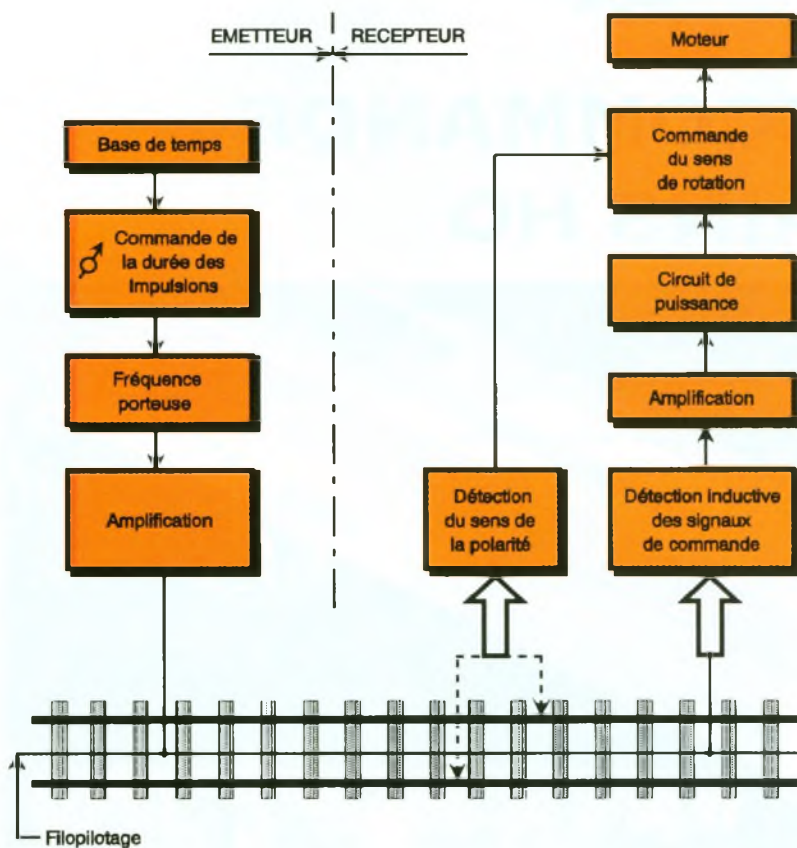 EMETTEUR
RECEPTEUR
Base de temps
Commande de
la durée des
impulsions
Fréquence
porteuse
Amplification
Détection
du sens de
la polarité
Moteur
Commande
du sens
de rotation
Circuit de
puissance
Amplification
Détection inductive
des signaux
de commande
Filopilotage